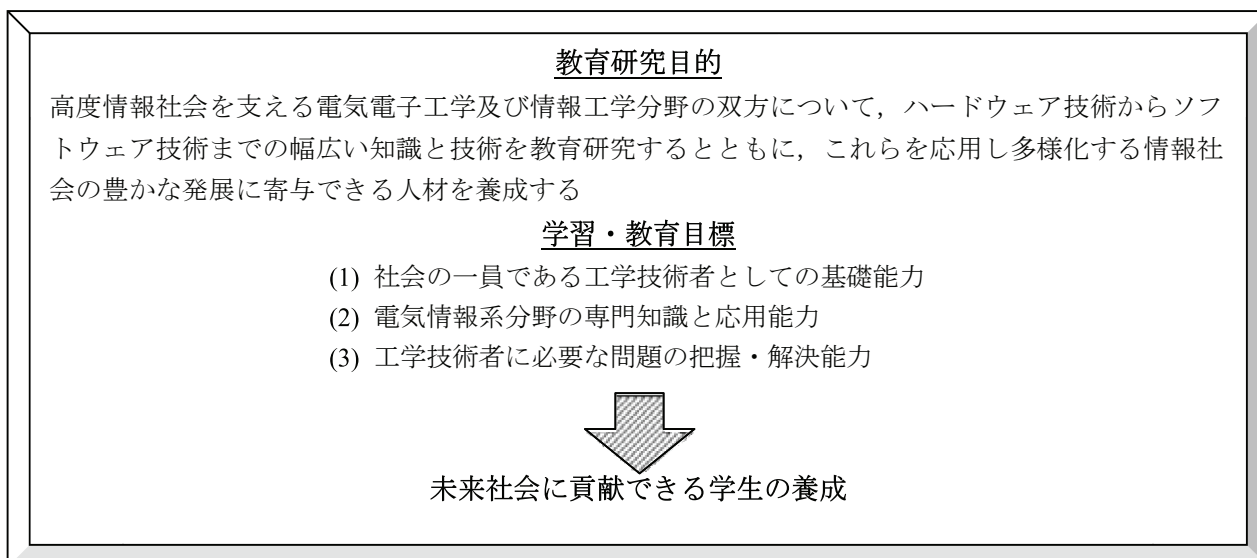 教育研究目的
高度情報社会を支える電気電子工学及び情報工学分野の双方について，ハードウェア技術からソフ
トウェア技術までの幅広い知識と技術を教育研究するとともに，これらを応用し多様化する情報社
会の豊かな発展に寄与できる人材を養成する
学習・教育目標
(1) 社会の一員である工学技術者としての基礎能力
(2) 電気情報系分野の専門知識と応用能力
(3) 工学技術者に必要な問題の把握・解決能力
未来社会に貢献できる学生の養成